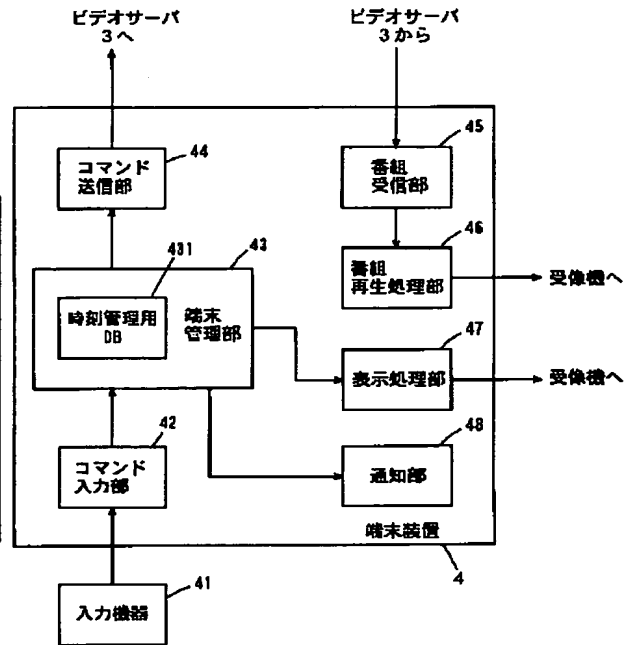 ビデオサーバ
3へ
ビデオサーバ
3から
44
コマンド
送信部
45
番組
受信部
43
431
時刻管理用
DB
端末
管理部
46
番組
再生処理部
受像機へ
47
表示処理部
受像機へ
42
コマンド
入力部
48
通知部
端末装置
4
41
入力機器